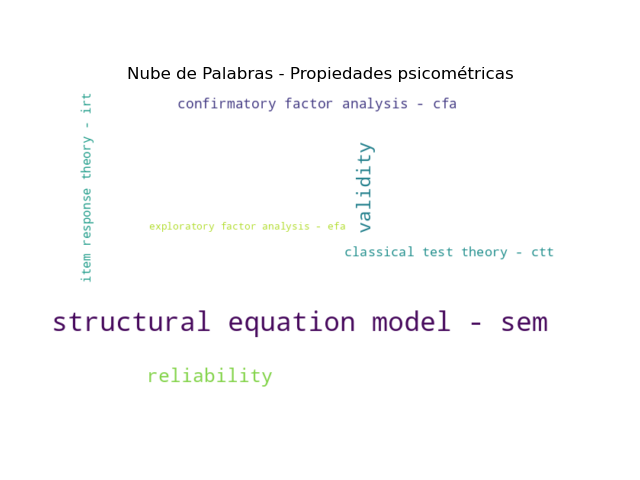 Nube de Palabras - Propiedades psicométricas
confirmatory factor analysis - cfa
item response theory - irt
validity
exploratory factor analysis - efa
classical test theory - ctt
structural equation model - sem
reliability